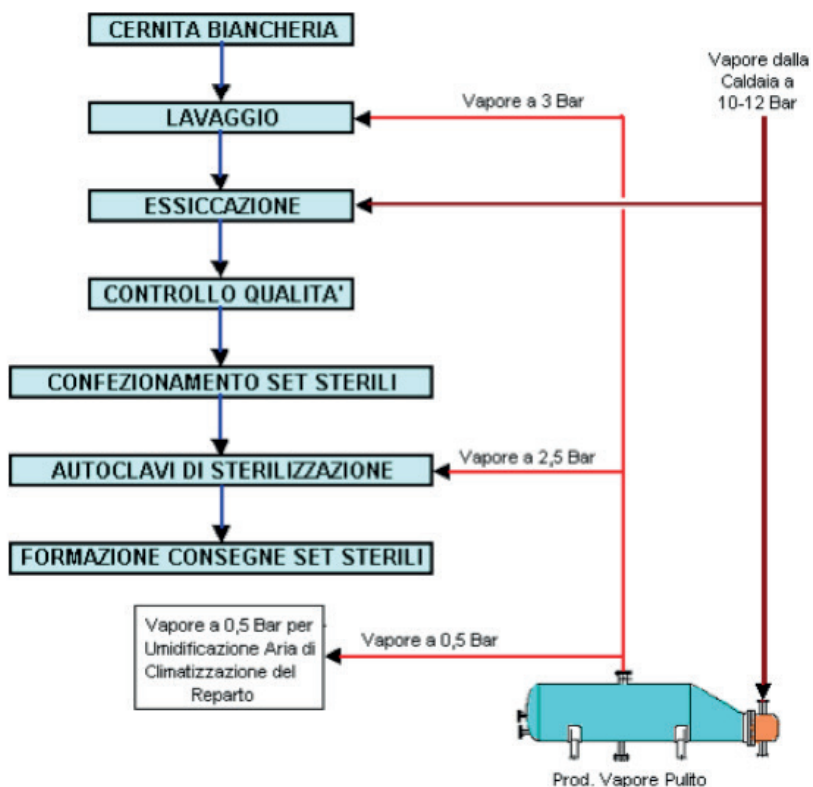 CERNITA BIANCHERIA
Vapore dalla
Caldaia a
10-12 Bar
Vapore a 3 Bar
LAVAGGIO
ESSICCAZIONE
CONTROLLO QUALITA'
CONFEZIONAMENTO SET STERILI
Vapore a 2,5 Bar
AUTOCLAVI DI STERILIZZAZIONE
FORMAZIONE CONSEGNE SET STERILI
Vapore a 0,5 Bar per
Umidificazione Aria di
Climatizzazione del
Reparto
Vapore a 0,5 Bar
Prod. Vapore Pulito